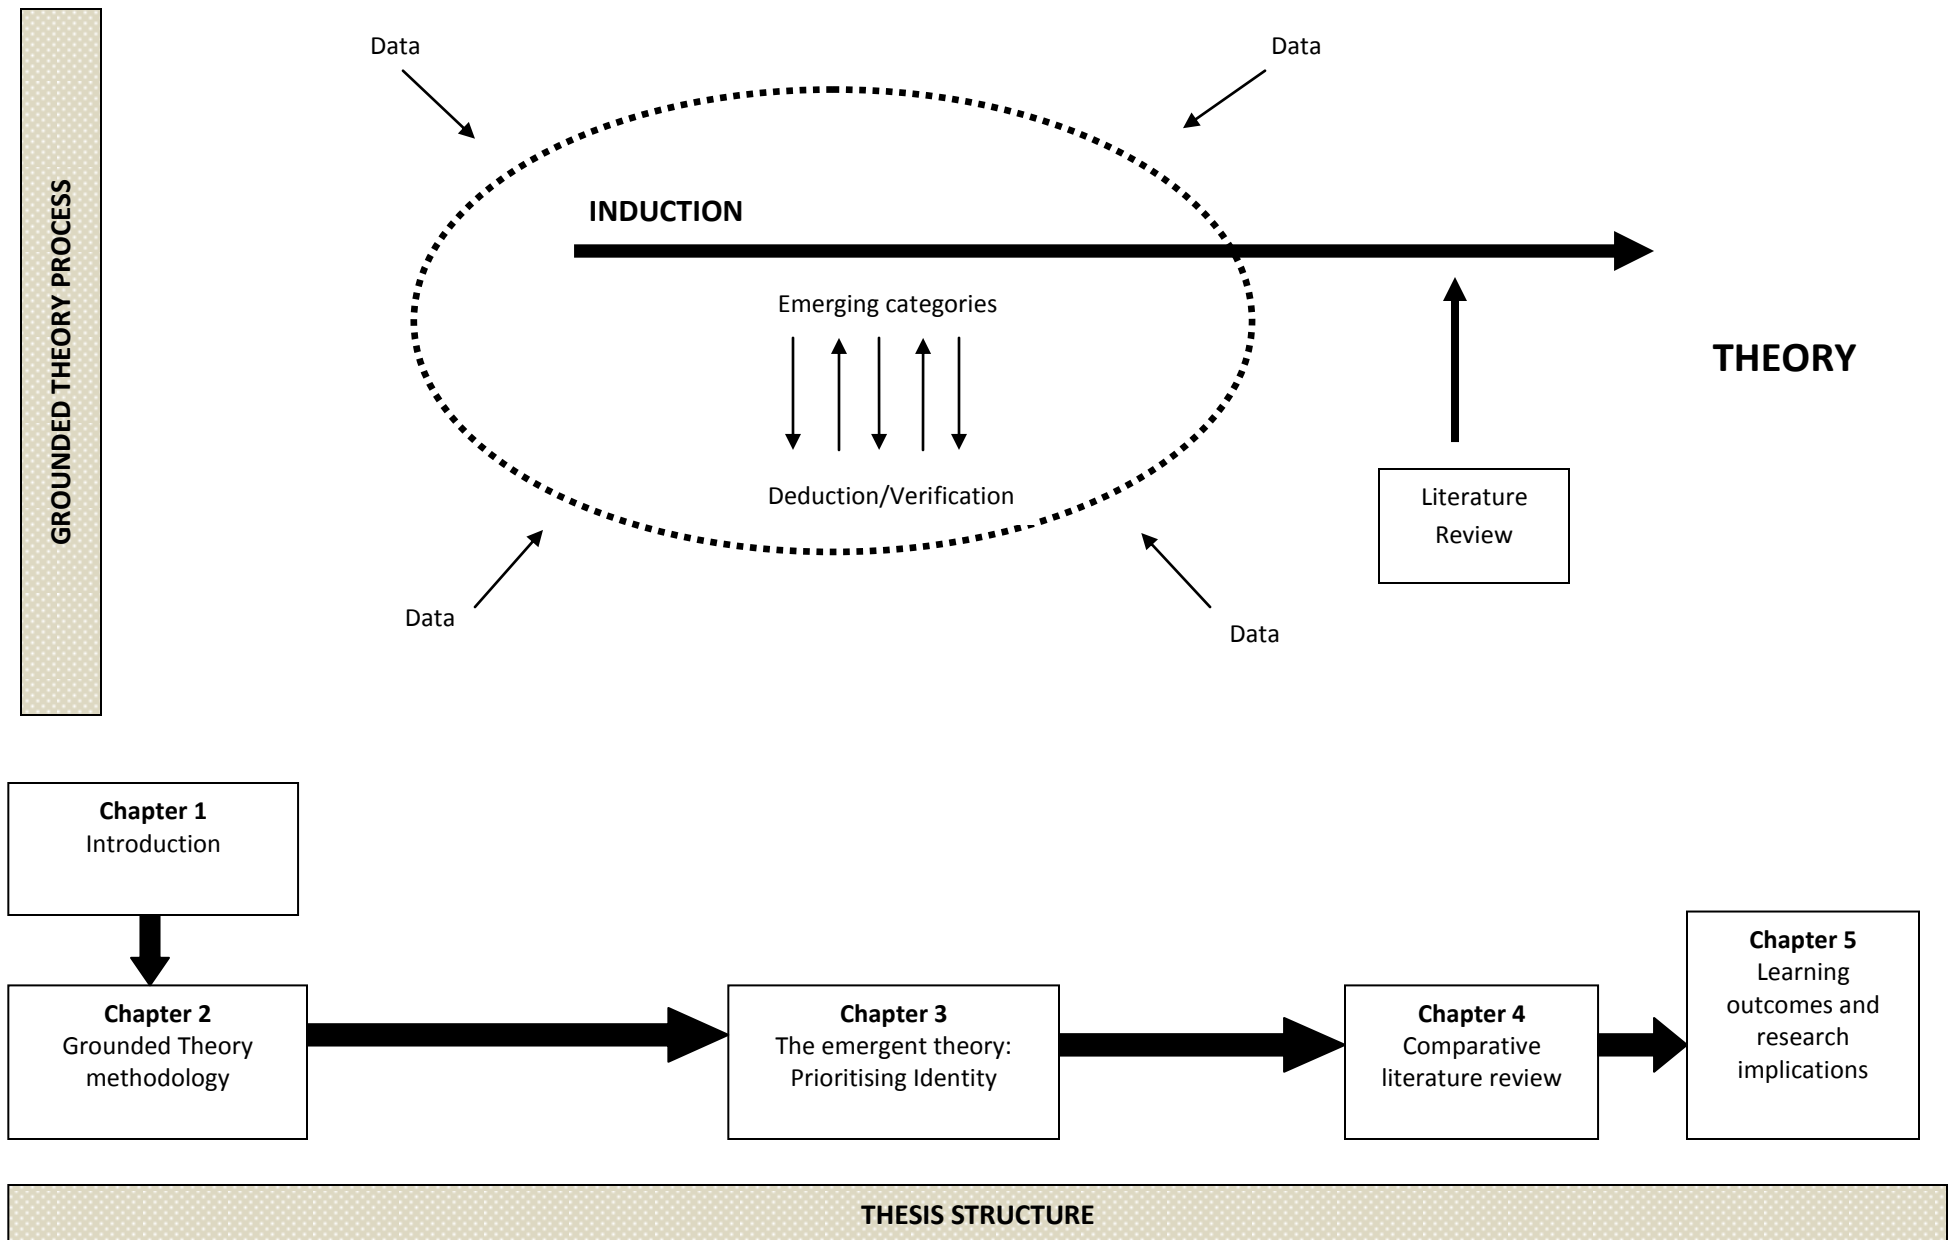 GROUNDED THEORY PROCESS
Data
Data
INDUCTION
Emerging categories
Deduction/Verification
THEORY
Literature
Review
Data
Data
Chapter 1
Introduction
Chapter 2
Grounded Theory
methodology
Chapter 3
The emergent theory:
Prioritising Identity
Chapter 4
Comparative
literature review
Chapter 5
Learning
outcomes and
research
implications
THESIS STRUCTURE